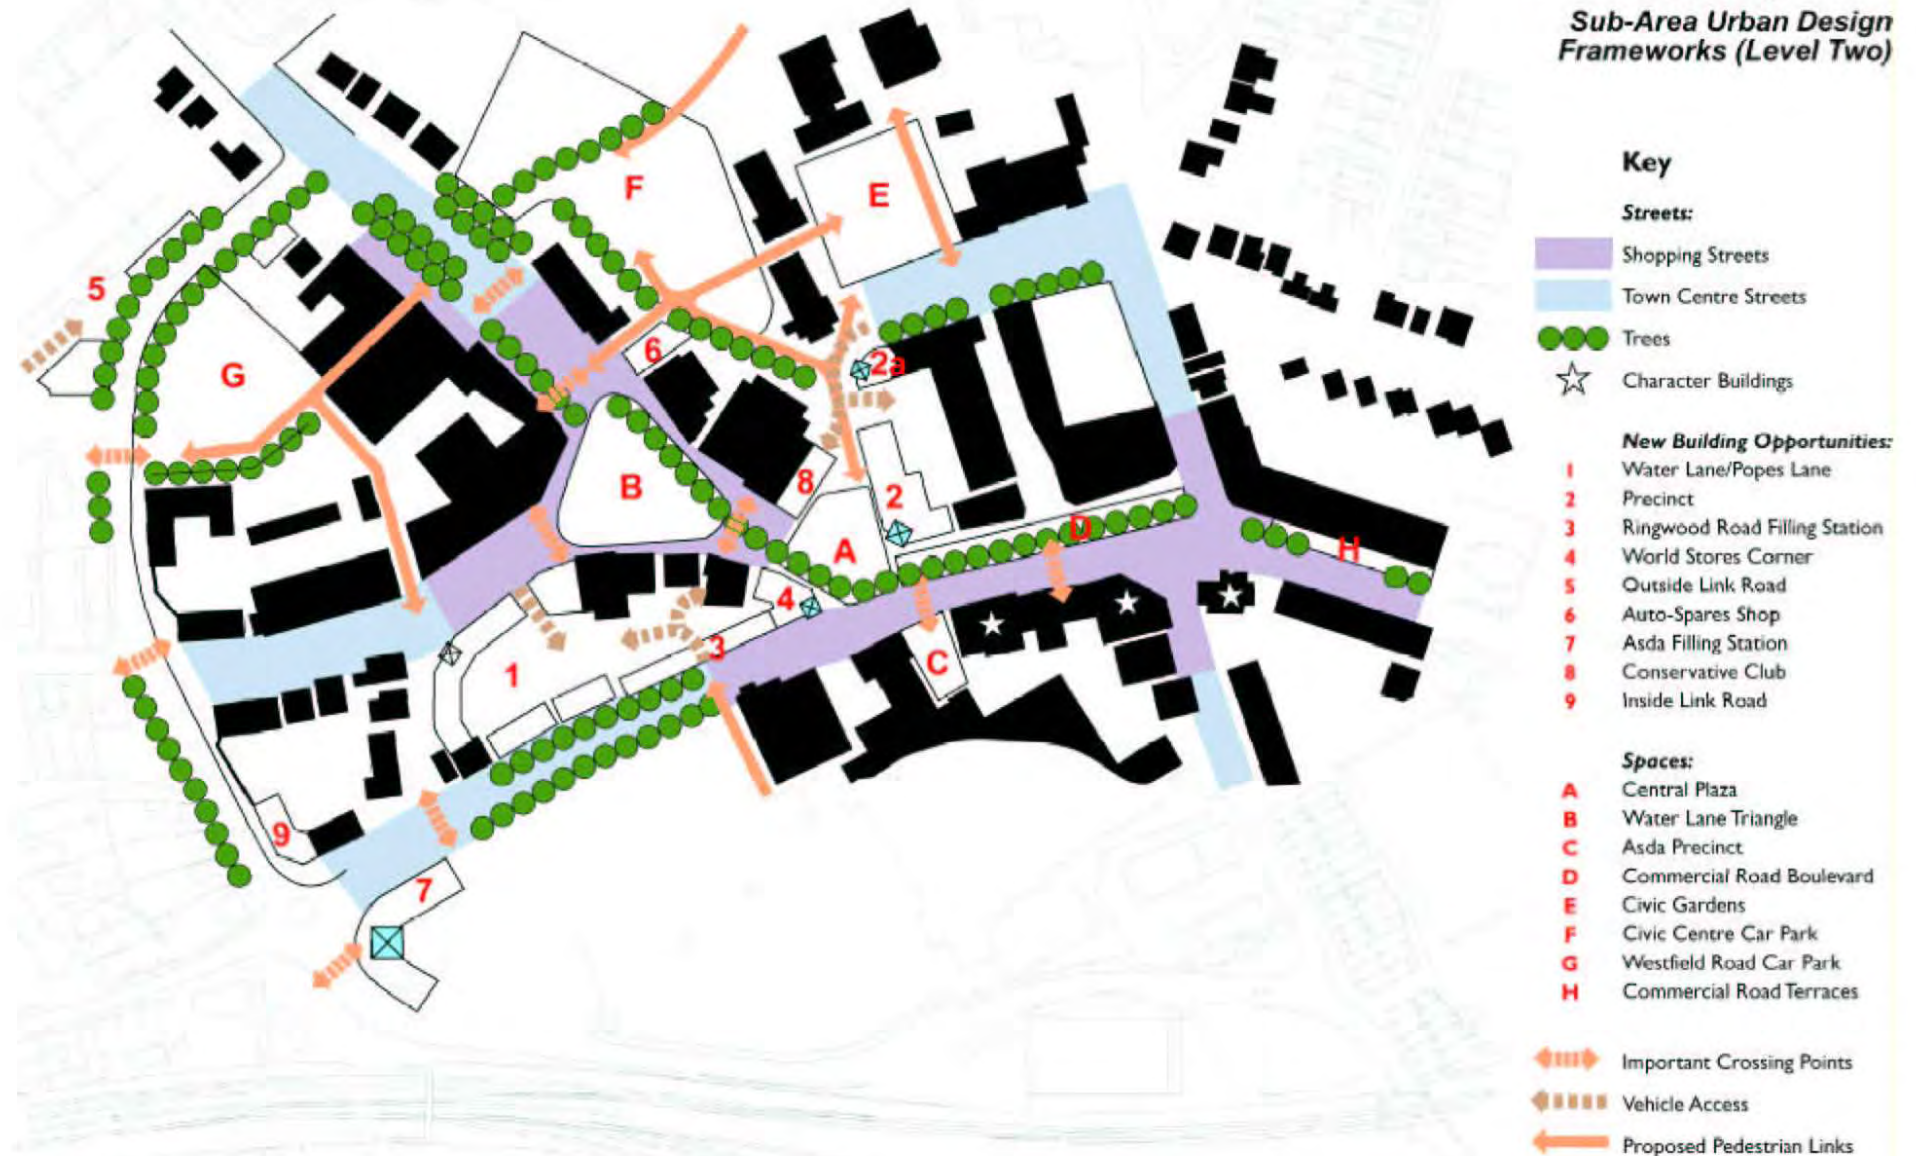 Sub-Area Urban Design
Frameworks (Level Two)
Key
Streets:
Shopping Streets
Town Centre Streets
Trees
Character Buildings
New Building Opportunities:
1 Water Lane/Popes Lane
2 Precinct
3 Ringwood Road Filling Station
4 World Stores Corner
5 Outside Link Road
6 Auto-Spares Shop
7 Asda Filling Station
8 Conservative Club
9 Inside Link Road
Spaces:
A Central Plaza
B Water Lane Triangle
C Asda Precinct
D Commercial Road Boulevard
E Civic Gardens
F Civic Centre Car Park
G Westfield Road Car Park
H Commercial Road Terraces
Important Crossing Points
Vehicle Access
Proposed Pedestrian Links
F
E
5
6
2a
G
8
B
2
A
D
H
4
3
C
1
9
7